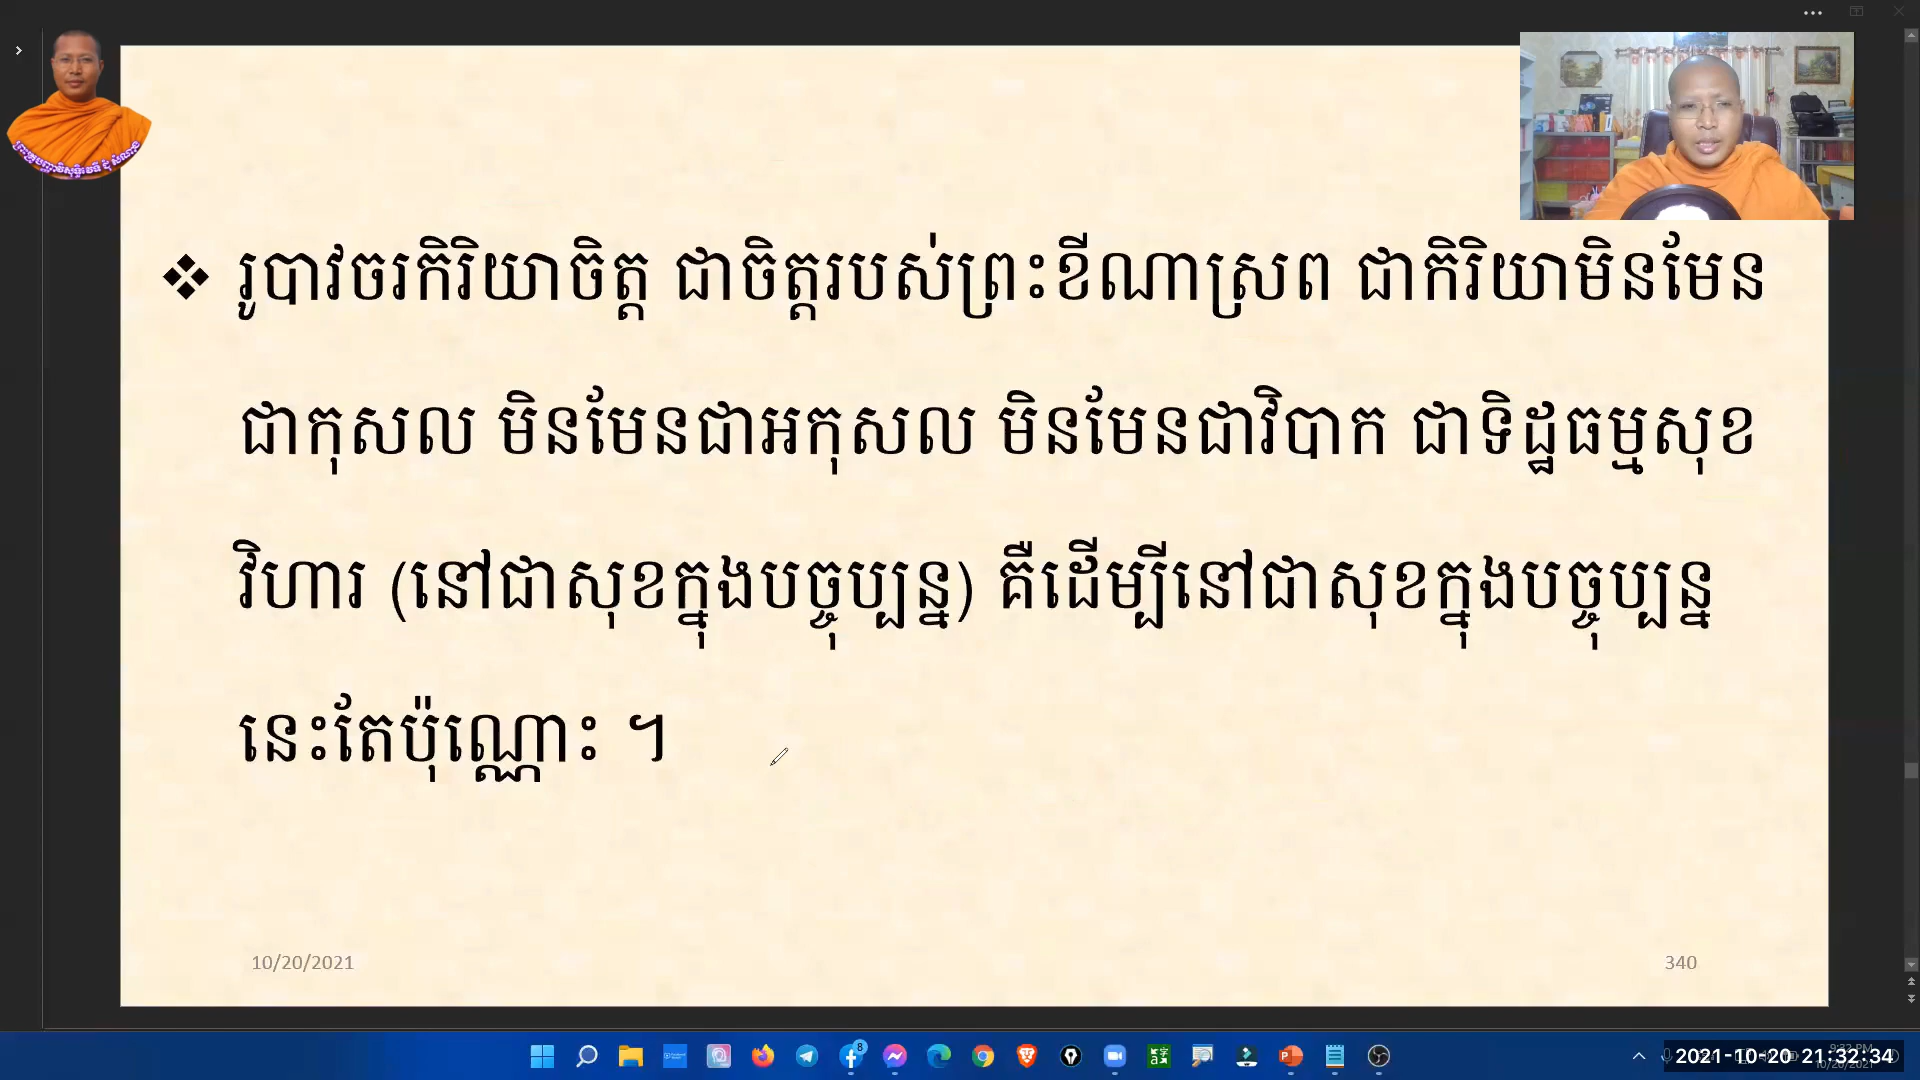 ❖ រូបាវចរកិរិយាចិត្ត ជាចិត្តរបស់ព្រះខីណាស្រព ជាកិរិយាមិនមែន
ជាកុសល មិនមែនជាអកុសល មិនមែនជាវិបាក ជាទិដ្ឋធម្មសុខ
វិហារ (នៅជាសុខក្នុងបច្ចុប្បន្ន) គឺដើម្បីនៅជាសុខក្នុងបច្ចុប្បន្ន
នេះតែប៉ុណ្ណោះ ។
10/20/2021
340
8
2021-10-20 21:32:34